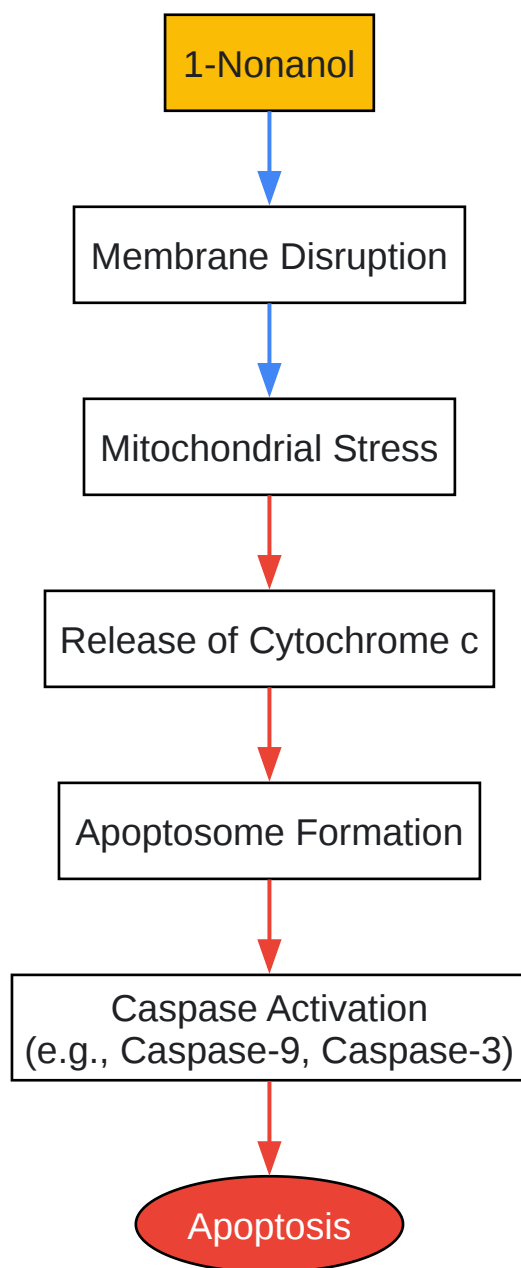 1-Nonanol
Membrane Disruption
Mitochondrial Stress
Release of Cytochrome c
Apoptosome Formation
Caspase Activation
(e.g., Caspase-9, Caspase-3)
Apoptosis